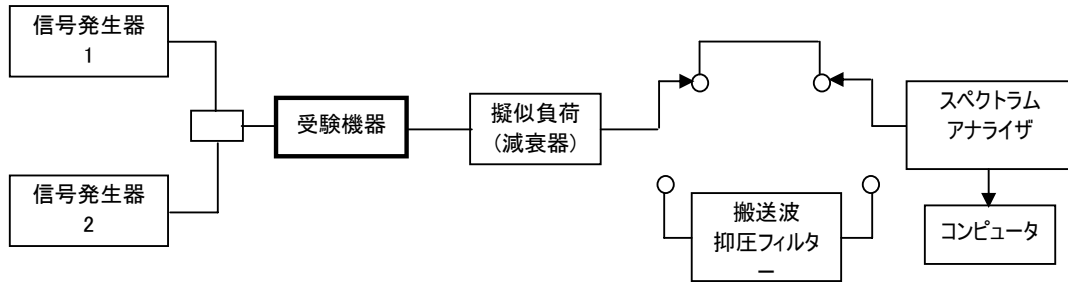 信号発生器
1
受験機器
擬似負荷
(減衰器)
スペクトラム
アナライザ
信号発生器
2
搬送波
抑圧フィルタ
ー
コンピュータ